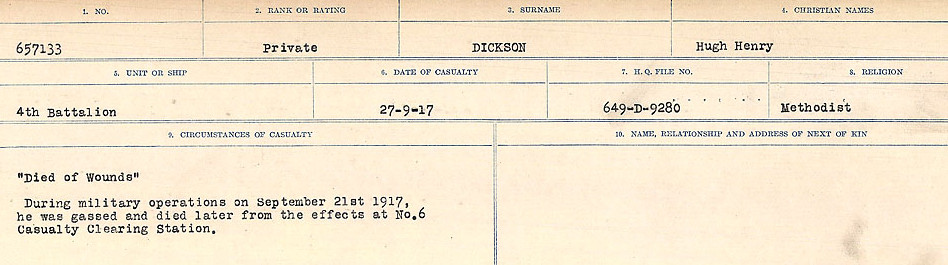 1. NO. 2. RANK OR RATING 3. SURNAME 4. CHRISTIAN NAMES
657133 Private DICKSON Hugh Henry
5. UNIT OR SHIP 6. DATE OF CASUALTY 7. H. Q. FILE NO. 8. RELIGION
4th Battalion 27-9-17 649-D-9280 Methodist
9. CIRCUMSTANCES OF CASUALTY 10. NAME, RELATIONSHIP AND ADDRESS OF NEXT OF KIN
"Died of Wounds"
During military operations on September 21st 1917,
he was gassed and died later from the effects at No.6
Casualty Clearing Station.